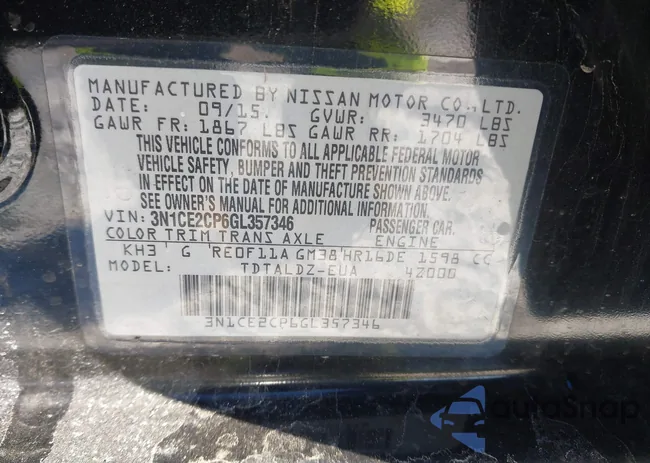 MANUFACTURED BY NISSAN MOTOR CO.,LTD.
DATE: 09/15. GVWR: 3470 LBS
GAWR FR: 1867 LBS GAWR RR: 1704 LBS
THIS VEHICLE CONFORMS TO ALL APPLICABLE FEDERAL MOTOR
VEHICLE SAFETY, BUMPER AND THEFT PREVENTION STANDARDS
IN EFFECT ON THE DATE OF MANUFACTURE SHOWN ABOVE.
SEE OWNER'S MANUAL FOR ADDITIONAL INFORMATION.
VIN: 3N1CE2CP6GL357346 PASSENGER CAR.
COLOR TRIM TRANS AXLE ENGINE
KH3 G RE0F11A GM38 HR16DE 1598 CC
MODEL: TDTALDZ-EUA 4Z000
3N1CE2CP6GL357346
autoSnap